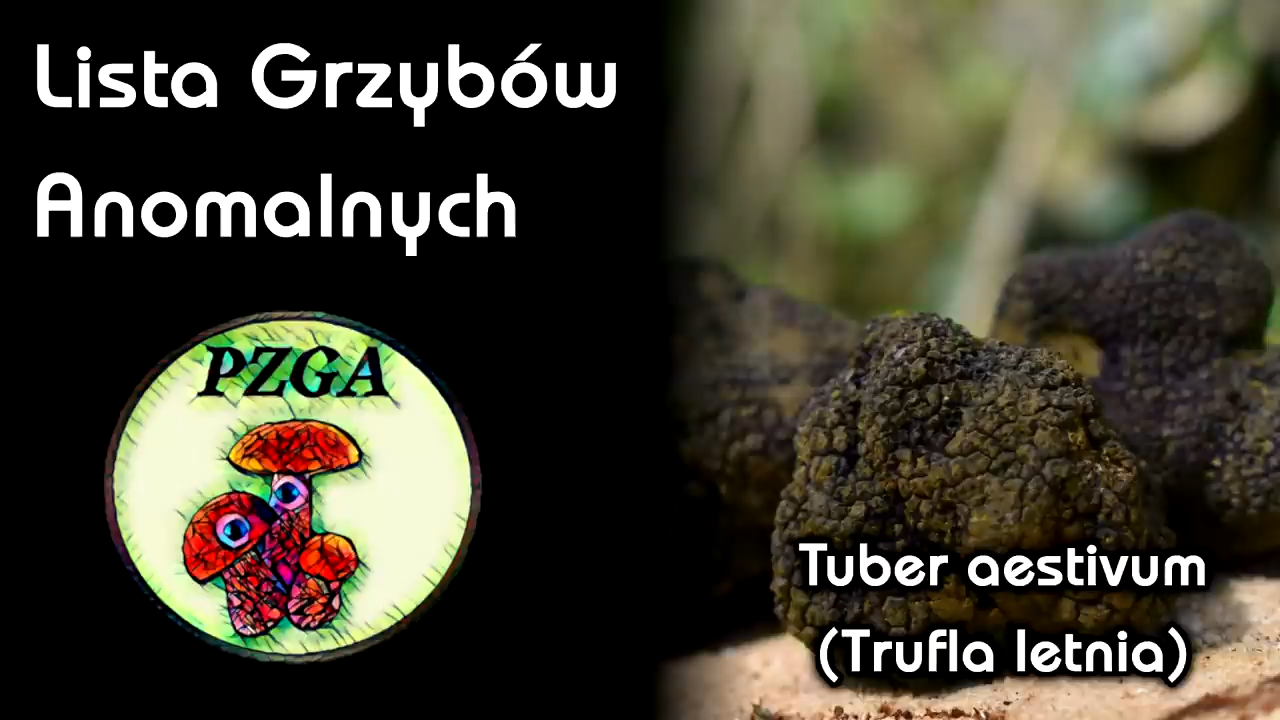 Lista Grzybów
Anomalnych
PZGA
Tuber aestivum
(Trufla letnia)